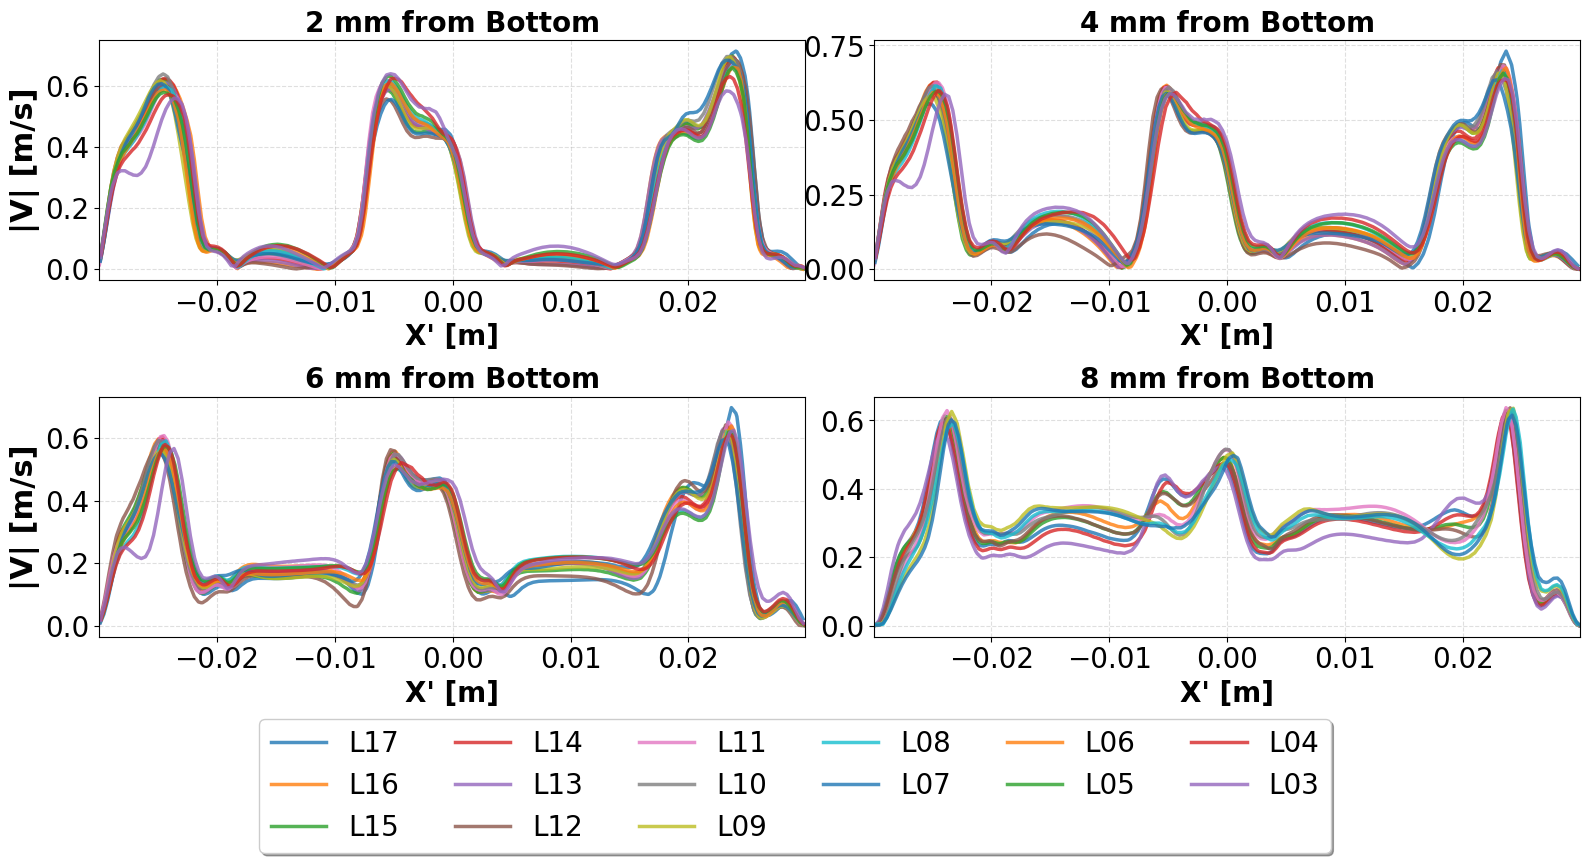 2 mm from Bottom
|V| [m/s]
0.6
0.4
0.2
0.0
−0.02 −0.01 0.00 0.01 0.02
X' [m]
4 mm from Bottom
0.75
0.50
0.25
0.00
−0.02 −0.01 0.00 0.01 0.02
X' [m]
6 mm from Bottom
|V| [m/s]
0.6
0.4
0.2
0.0
−0.02 −0.01 0.00 0.01 0.02
X' [m]
8 mm from Bottom
0.6
0.4
0.2
0.0
−0.02 −0.01 0.00 0.01 0.02
X' [m]
L17 L14 L11 L08 L06 L04
L16 L13 L10 L07 L05 L03
L15 L12 L09